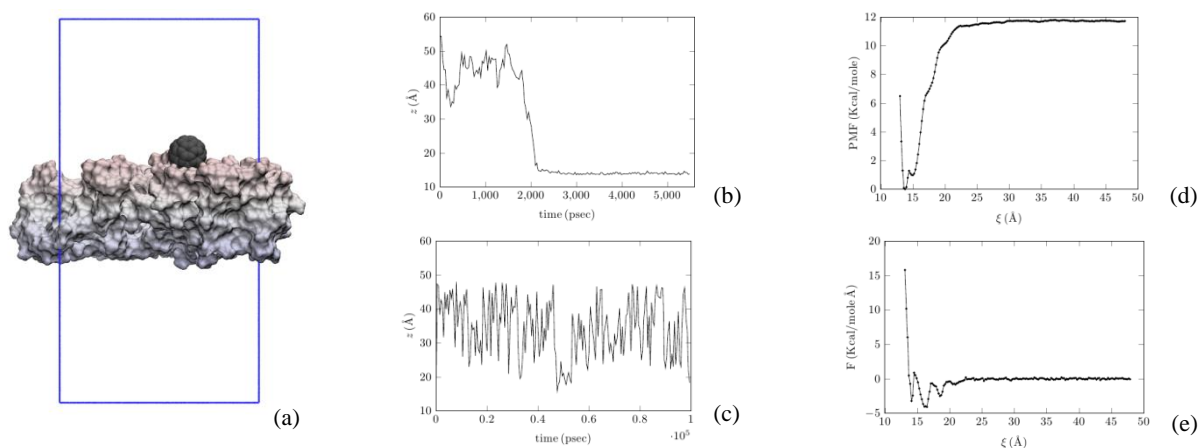 (a)
60
50
40
30
20
10
z (Å)
0 1,000 2,000 3,000 4,000 5,000
time (psec)
(b)
60
50
40
30
20
10
z (Å)
0 0.2 0.4 0.6 0.8 1
·10⁵
time (psec)
(c)
12
10
8
6
4
2
0
PMF (Kcal/mole)
10 15 20 25 30 35 40 45 50
ξ (Å)
(d)
20
15
10
5
0
−5
F (Kcal/mole Å)
10 15 20 25 30 35 40 45 50
ξ (Å)
(e)